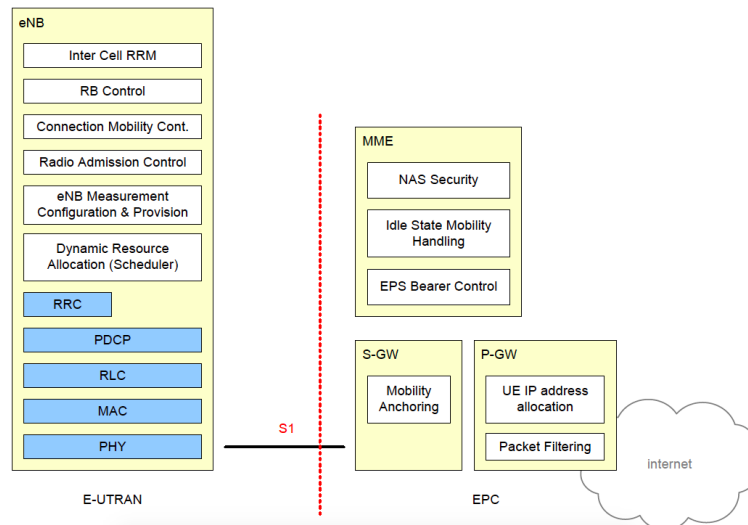 eNB
Inter Cell RRM
RB Control
Connection Mobility Cont.
Radio Admission Control
eNB Measurement
Configuration & Provision
Dynamic Resource
Allocation (Scheduler)
RRC
PDCP
RLC
MAC
PHY
S1
MME
NAS Security
Idle State Mobility
Handling
EPS Bearer Control
S-GW
Mobility
Anchoring
P-GW
UE IP address
allocation
Packet Filtering
internet
E-UTRAN
EPC